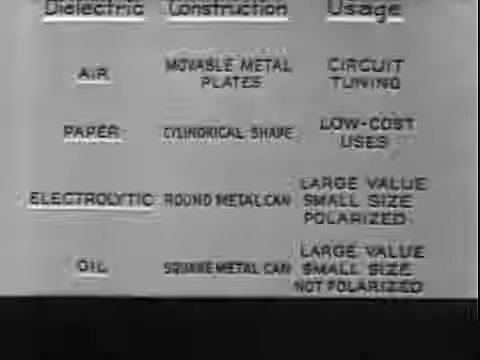 Dielectric Construction Usage
AIR MOVABLE METAL PLATES CIRCUIT TUNING
PAPER CYLINDRICAL SHAPE LOW-COST USES
ELECTROLYTIC ROUND METAL CAN LARGE VALUE SMALL SIZE POLARIZED
OIL SQUARE METAL CAN LARGE VALUE SMALL SIZE NOT POLARIZED